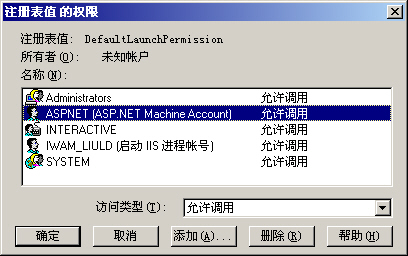 注册表值 的权限
注册表值: DefaultLaunchPermission
所有者(O): 未知帐户
名称(N):
Administrators 允许调用
ASPNET (ASP.NET Machine Account) 允许调用
INTERACTIVE 允许调用
IWAM_LIULD (启动 IIS 进程帐号) 允许调用
SYSTEM 允许调用
访问类型(T): 允许调用
确定 取消 添加(A)... 删除(R) 帮助(H)